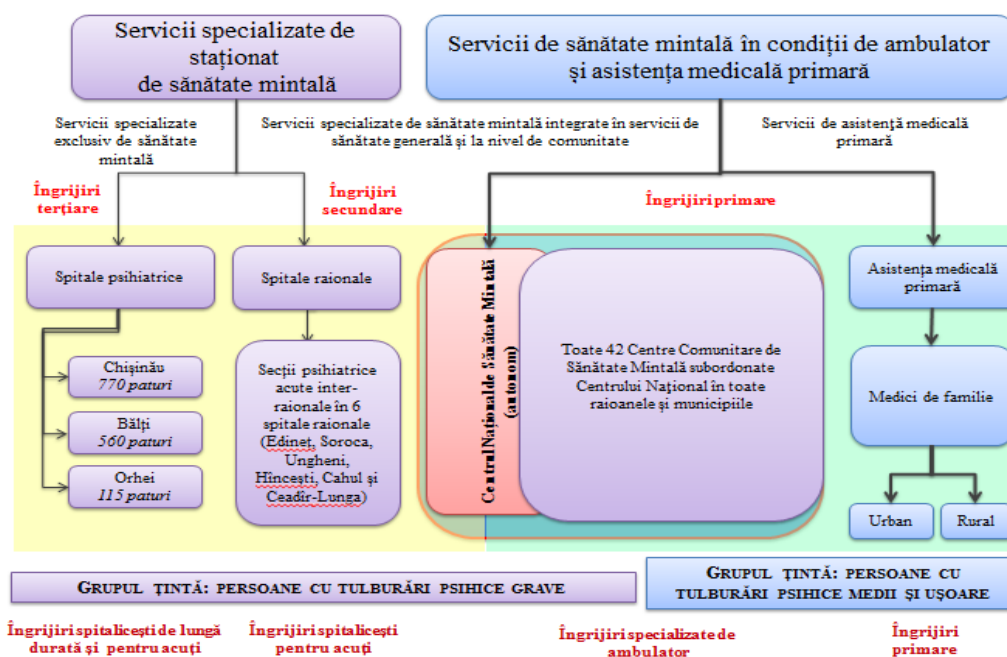 Servicii specializate de
staționat
de sănătate mintală
Servicii de sănătate mintală în condiții de ambulator
și asistența medicală primară
Servicii specializate
exclusiv de sănătate
mintală
Servicii specializate de sănătate mintală integrate în servicii de
sănătate generală și la nivel de comunitate
Servicii de asistență medicală
primară
Îngrijiri
terțiare
Îngrijiri
secundare
Îngrijiri primare
Spitale psihiatrice
Chișinău
770 paturi
Bălți
560 paturi
Orhei
115 paturi
Spitale raionale
Secții psihiatrice
acute inter-
raionale în 6
spitale raionale
(Edineț, Soroca,
Ungheni,
Hîncești, Cahul și
Ceadîr-Lunga)
Centrul Național de Sănătate Mintală
(autonom)
Toate 42 Centre Comunitare de
Sănătate Mintală subordonate
Centrului Național în toate
raioanele și municipiile
Asistența medicală
primară
Medici de familie
Urban
Rural
GRUPUL ȚINTĂ: PERSOANE CU TULBURĂRI PSIHICE GRAVE
GRUPUL ȚINTĂ: PERSOANE CU
TULBURĂRI PSIHICE MEDII ȘI UȘOARE
Îngrijiri spitalicești de lungă
durată și pentru acuți
Îngrijiri spitalicești
pentru acuți
Îngrijiri specializate de
ambulator
Îngrijiri
primare